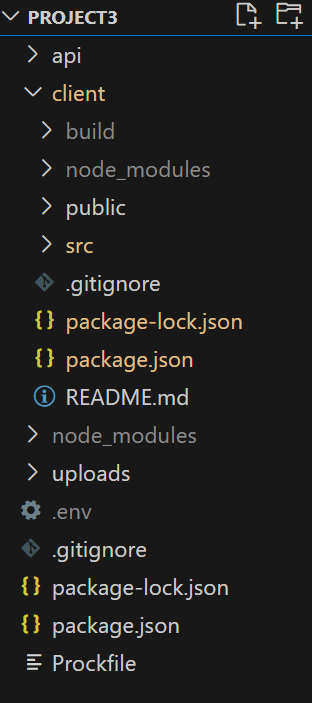 PROJECT3
api
client
build
node_modules
public
src
.gitignore
package-lock.json
package.json
README.md
node_modules
uploads
.env
.gitignore
package-lock.json
package.json
Prockfile